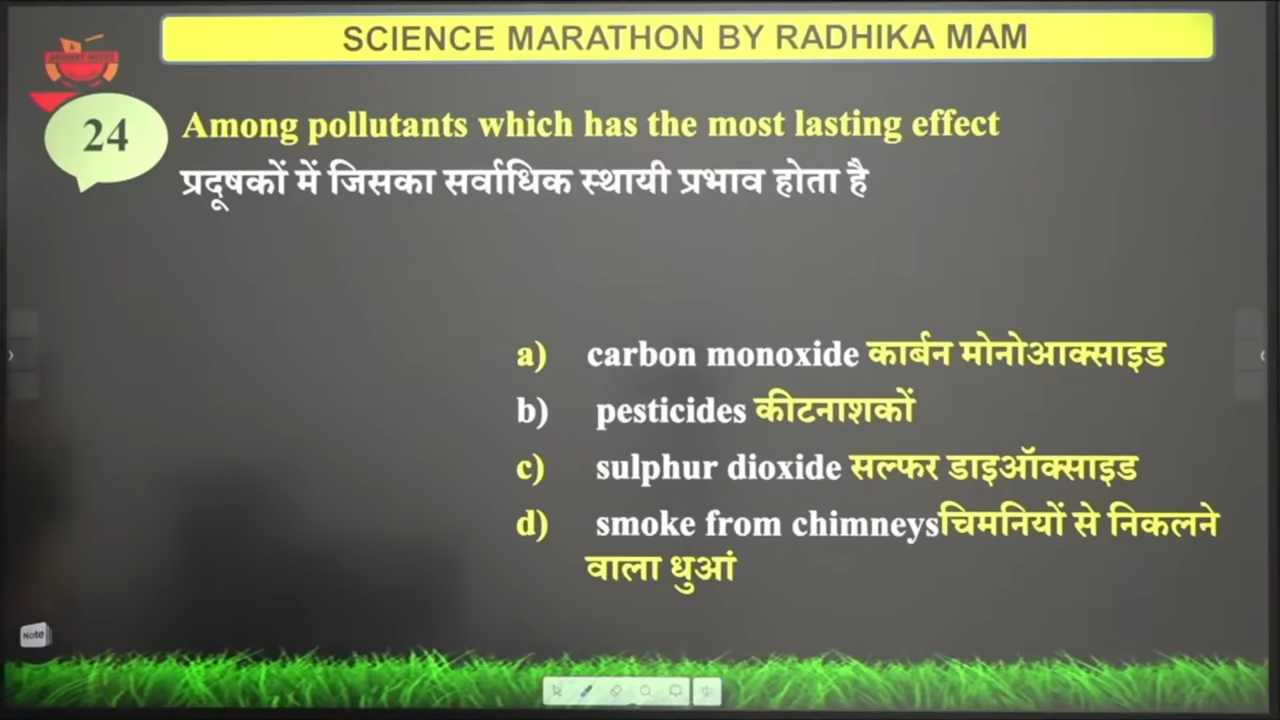 SCIENCE MARATHON BY RADHIKA MAM
24
Among pollutants which has the most lasting effect
प्रदूषकों में जिसका सर्वाधिक स्थायी प्रभाव होता है
a) carbon monoxide कार्बन मोनोआक्साइड
b) pesticides कीटनाशकों
c) sulphur dioxide सल्फर डाइऑक्साइड
d) smoke from chimneysचिमनियों से निकलने
वाला धुआं
Note